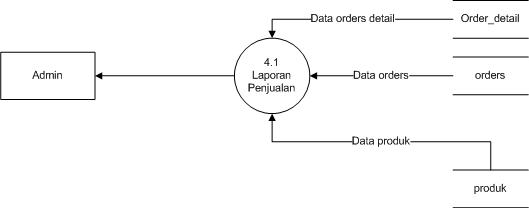 Data orders detail
Order_detail
4.1
Laporan
Penjualan
Admin
Data orders
orders
Data produk
produk